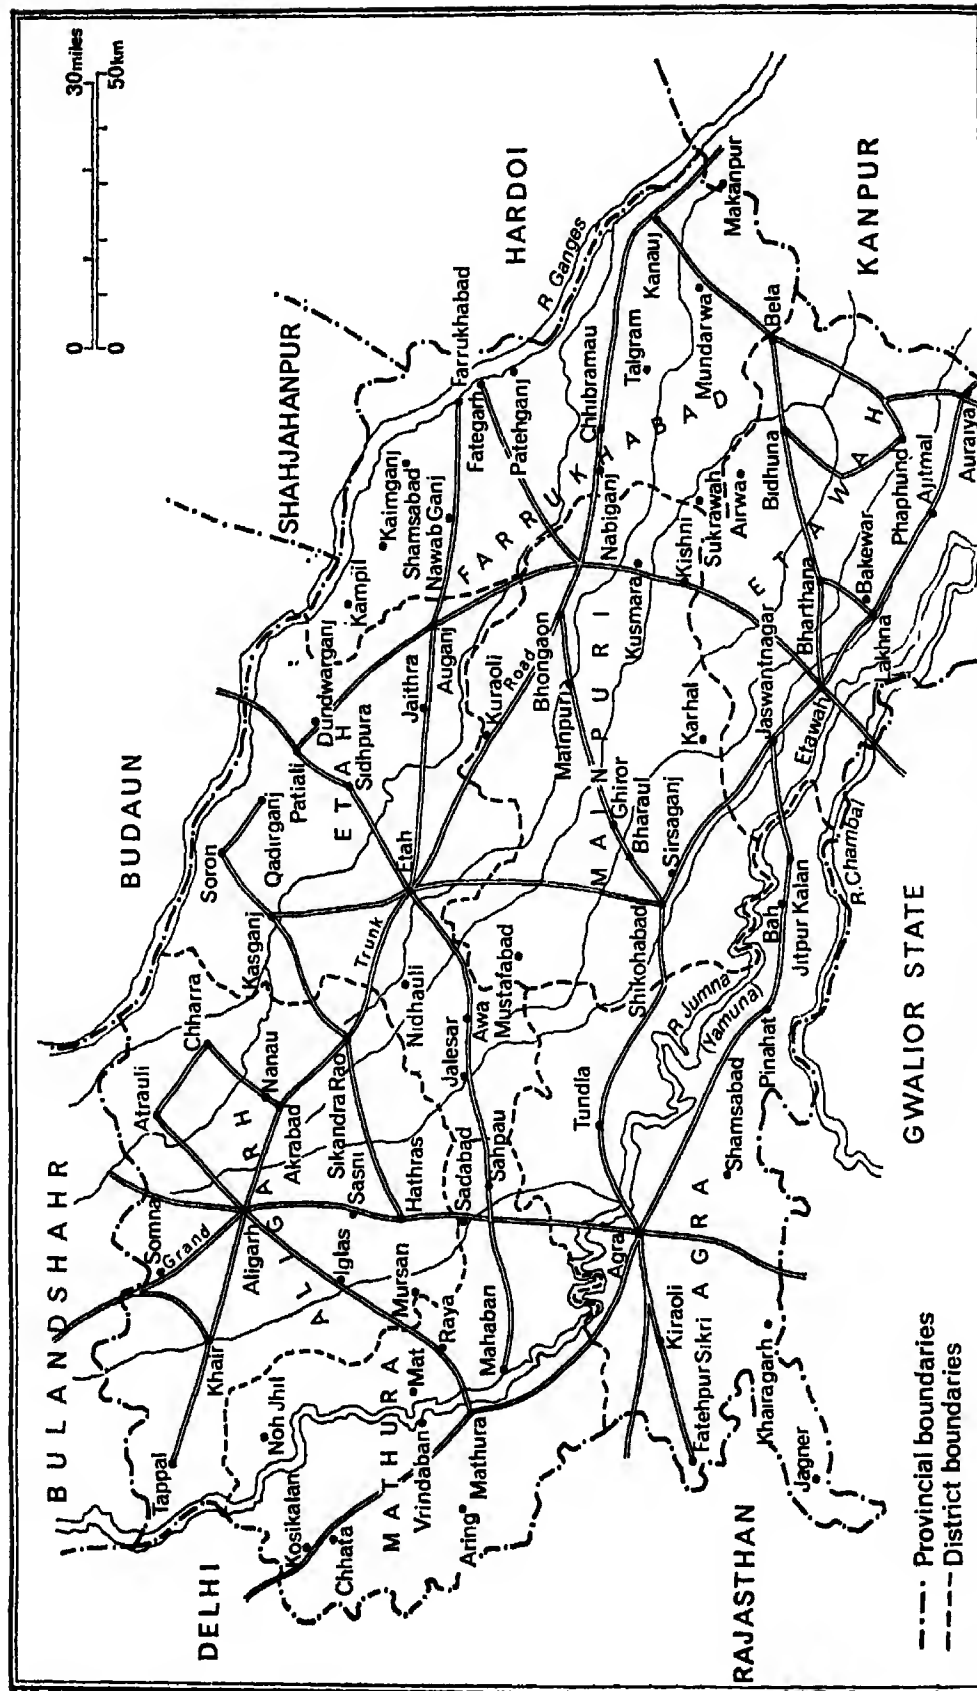 BULANDSHAHR
BUDAUN
SHAHJAHANPUR
HARDOI
KANPUR
GWALIOR STATE
RAJASTHAN
DELHI
0 30 miles
0 50 km
Tappal
Khair
Somna
Grand
Aligarh
ALIGARH
Atrauli
Chharra
Nanau
Akrabad
Sikandra Rao
Sasni
Hathras
Iglas
Mursan
Raya
Mat
Noh Jhil
Kosikalan
Chhata
MATHURA
Vrindaban
Mathura
Aring
Mahaban
Sadabad
Sahpau
Jalesar
Awa
Mustafabad
Nidhauli
Trunk
Kasganj
Soron
Qadirganj
Patiali
Dundwarganj
Sidhpura
ETAH
Etah
Jaithra
Auganj
Kuraoli
Road
Kampil
Kaimganj
Shamsabad
Nawab Ganj
Farrukhabad
Fategarh
Patehganj
FARRUKHABAD
R Ganges
Chhibramau
Talgram
Kanauj
Mundarwa
Makanpur
Bela
Nabiganj
Bhongaon
Mainpuri
MAINPURI
Kusmara
Kishni
Sukrawah
Airwa
Karhal
Ghiror
Bharaul
Sirsaganj
Shikohabad
Tundla
Agra
AGRA
Kiraoli
Fatehpur Sikri
Khairagarh
Jagner
Shamsabad
Pinahat
R Jumna
(Yamuna)
Bah
Jitpur Kalan
R. Chambal
Jaswantnagar
Etawah
ETAWAH
Bharthana
Bakewar
Lakhna
Bidhuna
Phaphund
Ajitmal
Auraiya
Provincial boundaries
District boundaries